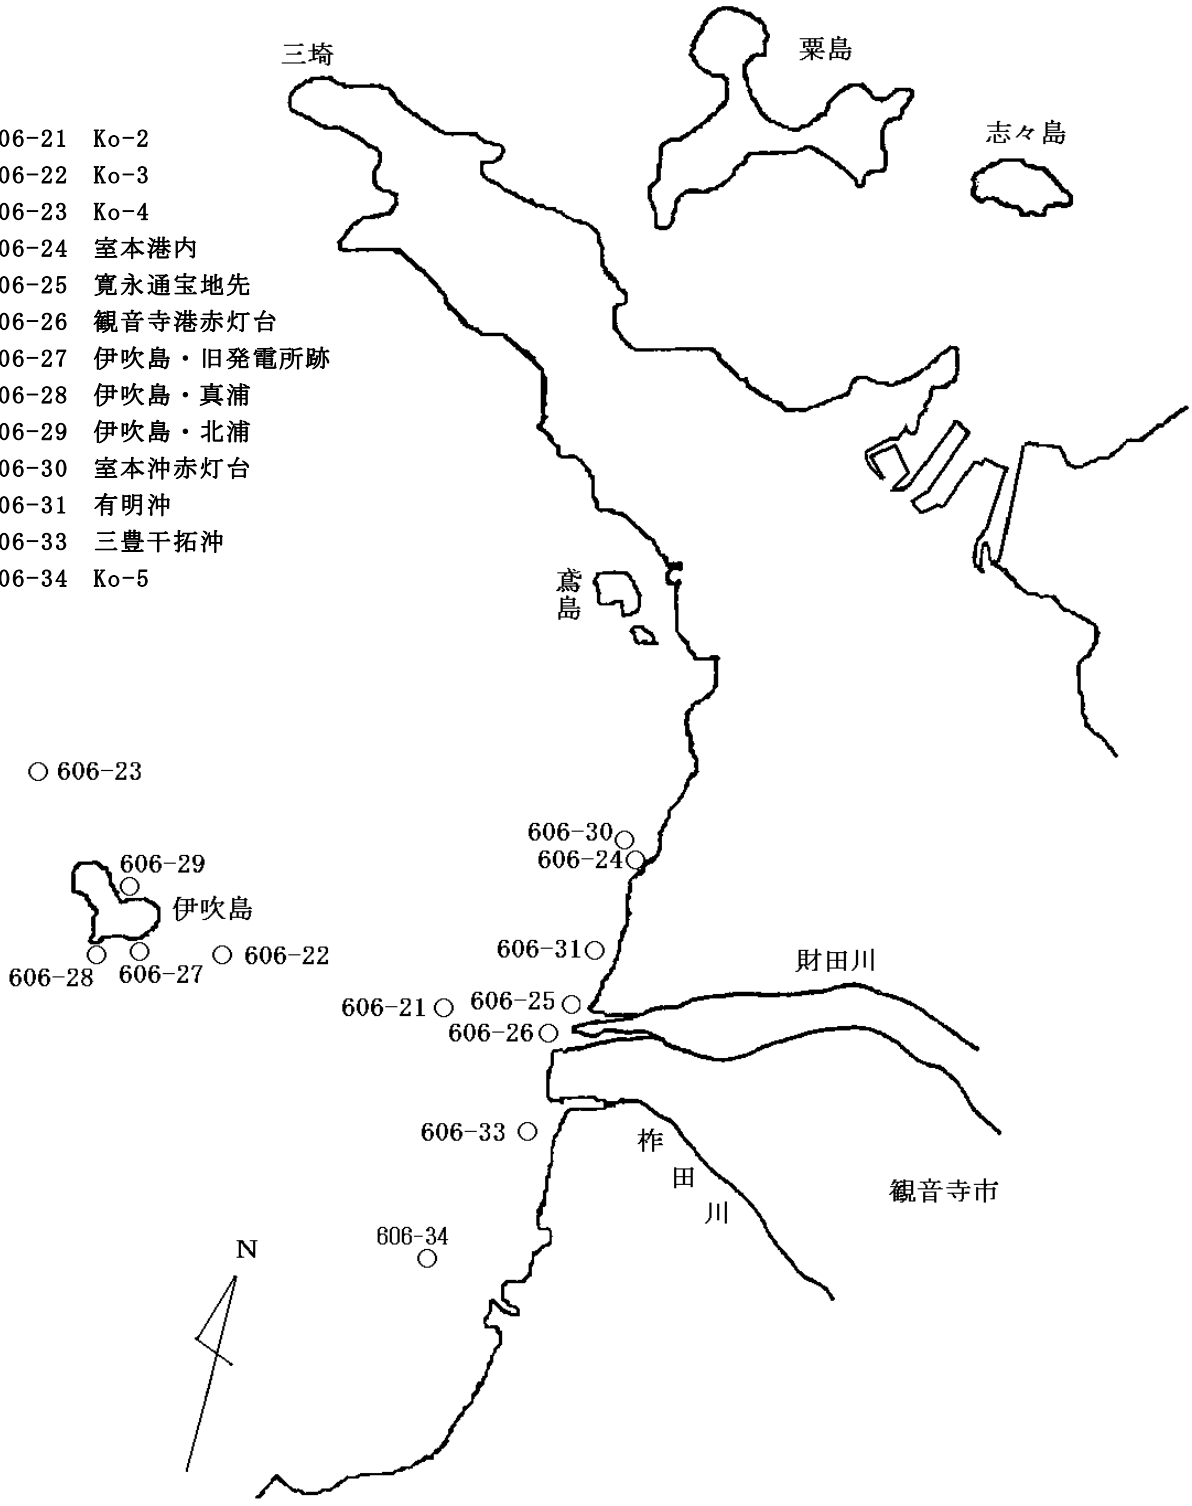 三埼
粟島
志々島
06-21 Ko-2
06-22 Ko-3
06-23 Ko-4
06-24 室本港内
06-25 寛永通宝地先
06-26 観音寺港赤灯台
06-27 伊吹島・旧発電所跡
06-28 伊吹島・真浦
06-29 伊吹島・北浦
06-30 室本沖赤灯台
06-31 有明沖
06-33 三豊干拓沖
06-34 Ko-5
鳶島
606-23
606-30
606-24
606-29
伊吹島
606-28
606-27
606-22
606-31
財田川
606-21
606-25
606-26
606-33
柞田川
観音寺市
606-34
N